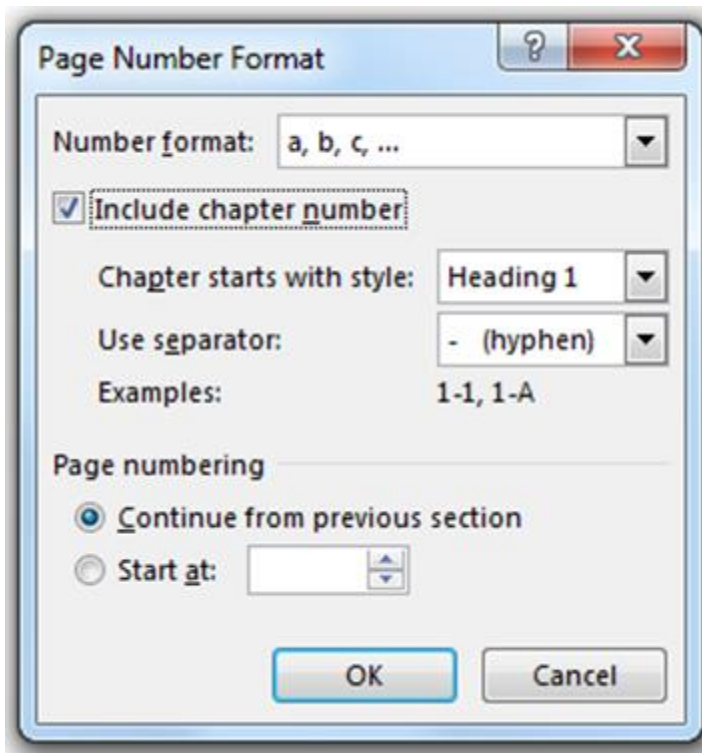 Page Number Format
Number format: a, b, c, ...
Include chapter number
Chapter starts with style: Heading 1
Use separator: - (hyphen)
Examples: 1-1, 1-A
Page numbering
Continue from previous section
Start at:
OK Cancel